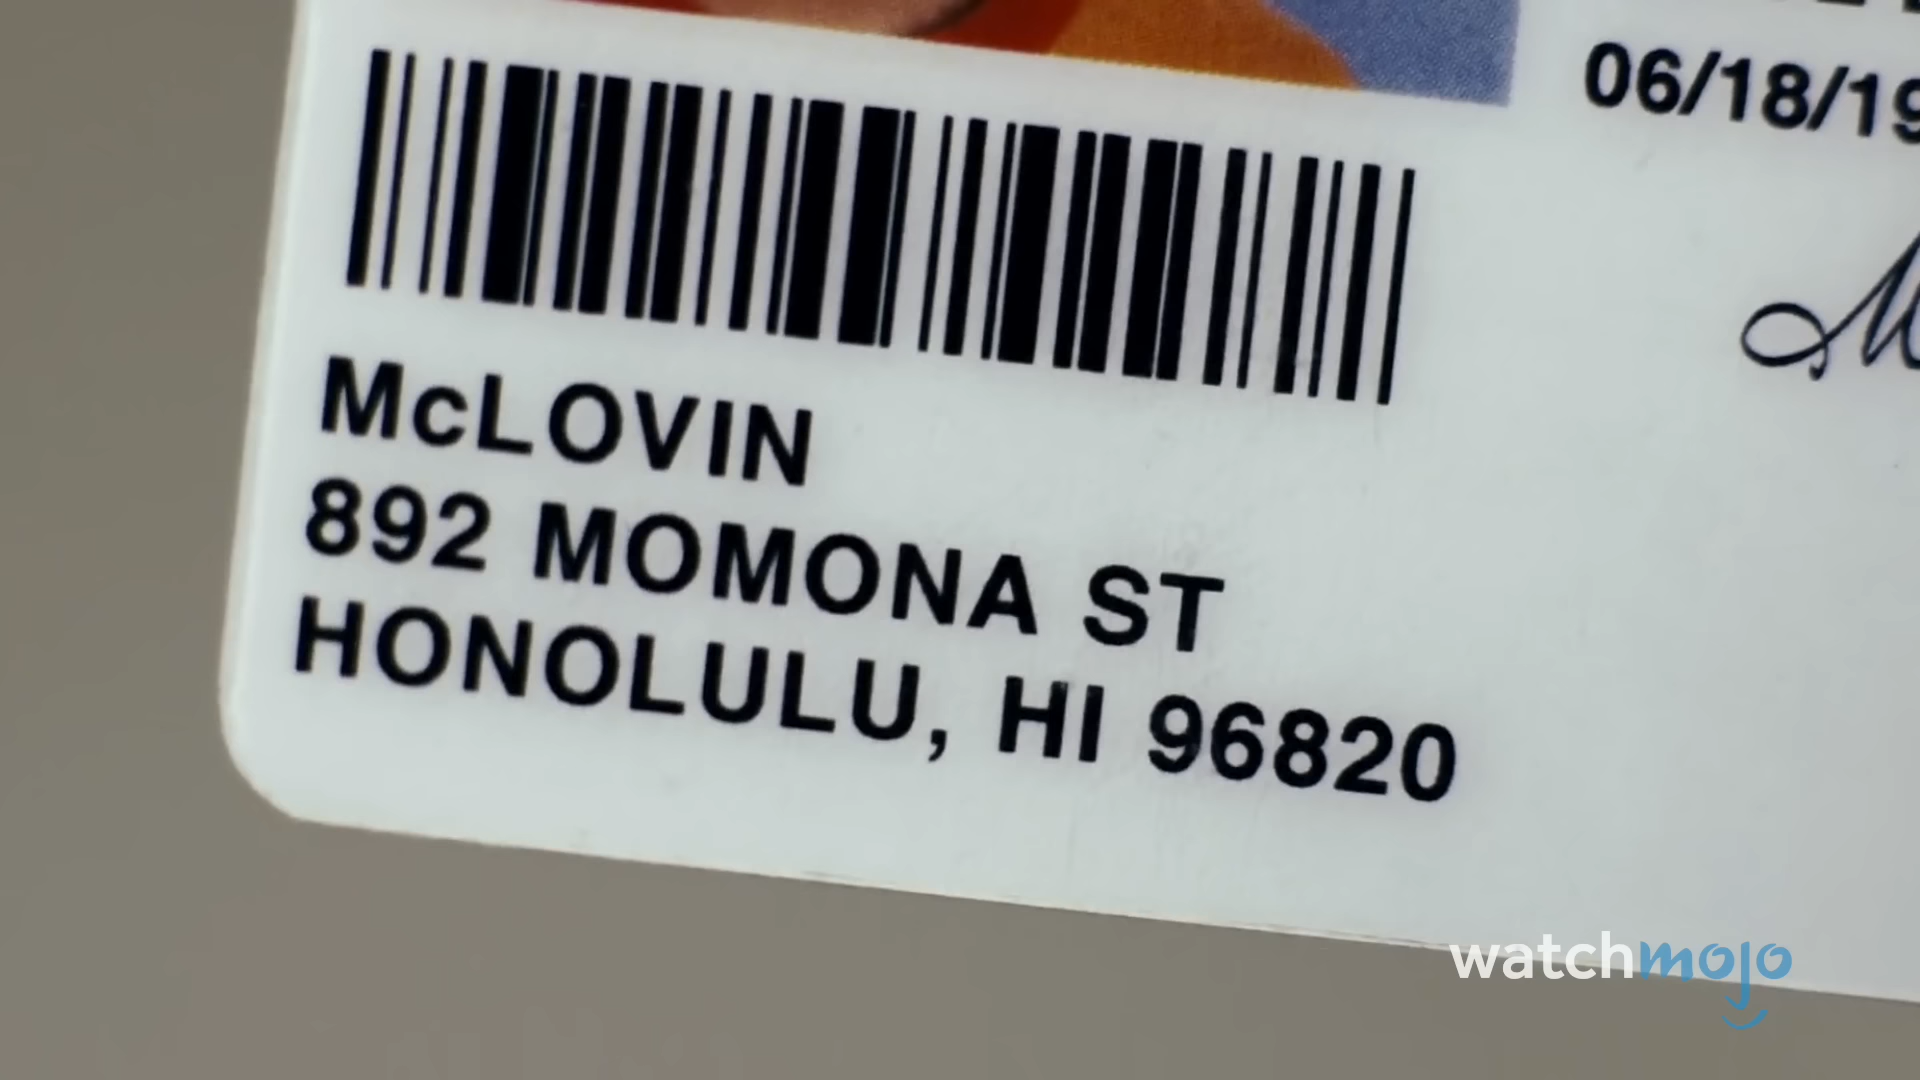 06/18/19
McLOVIN
892 MOMONA ST
HONOLULU, HI 96820
watchmojo